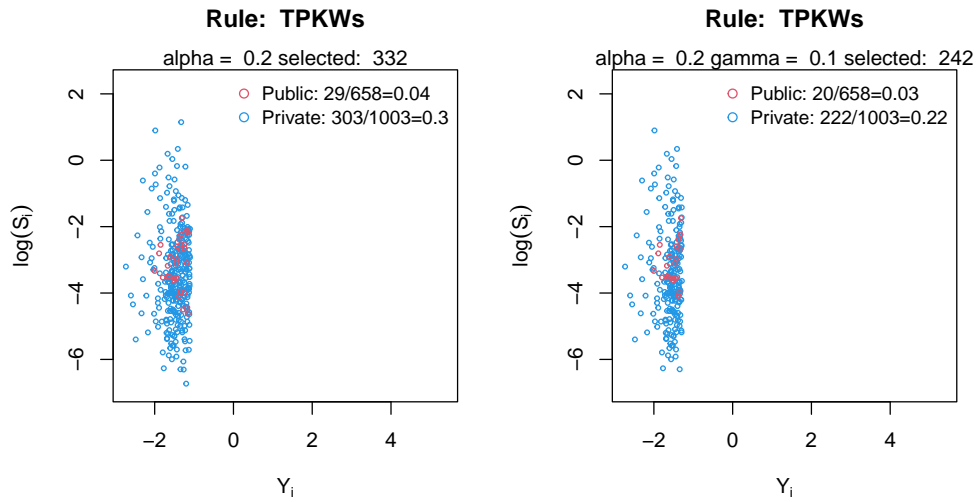 Rule: TPKWs
alpha = 0.2 selected: 332
Public: 29/658=0.04
Private: 303/1003=0.3
2
0
−2
−4
−6
log(S_i)
−2 0 2 4
Y_i
Rule: TPKWs
alpha = 0.2 gamma = 0.1 selected: 242
Public: 20/658=0.03
Private: 222/1003=0.22
2
0
−2
−4
−6
log(S_i)
−2 0 2 4
Y_i